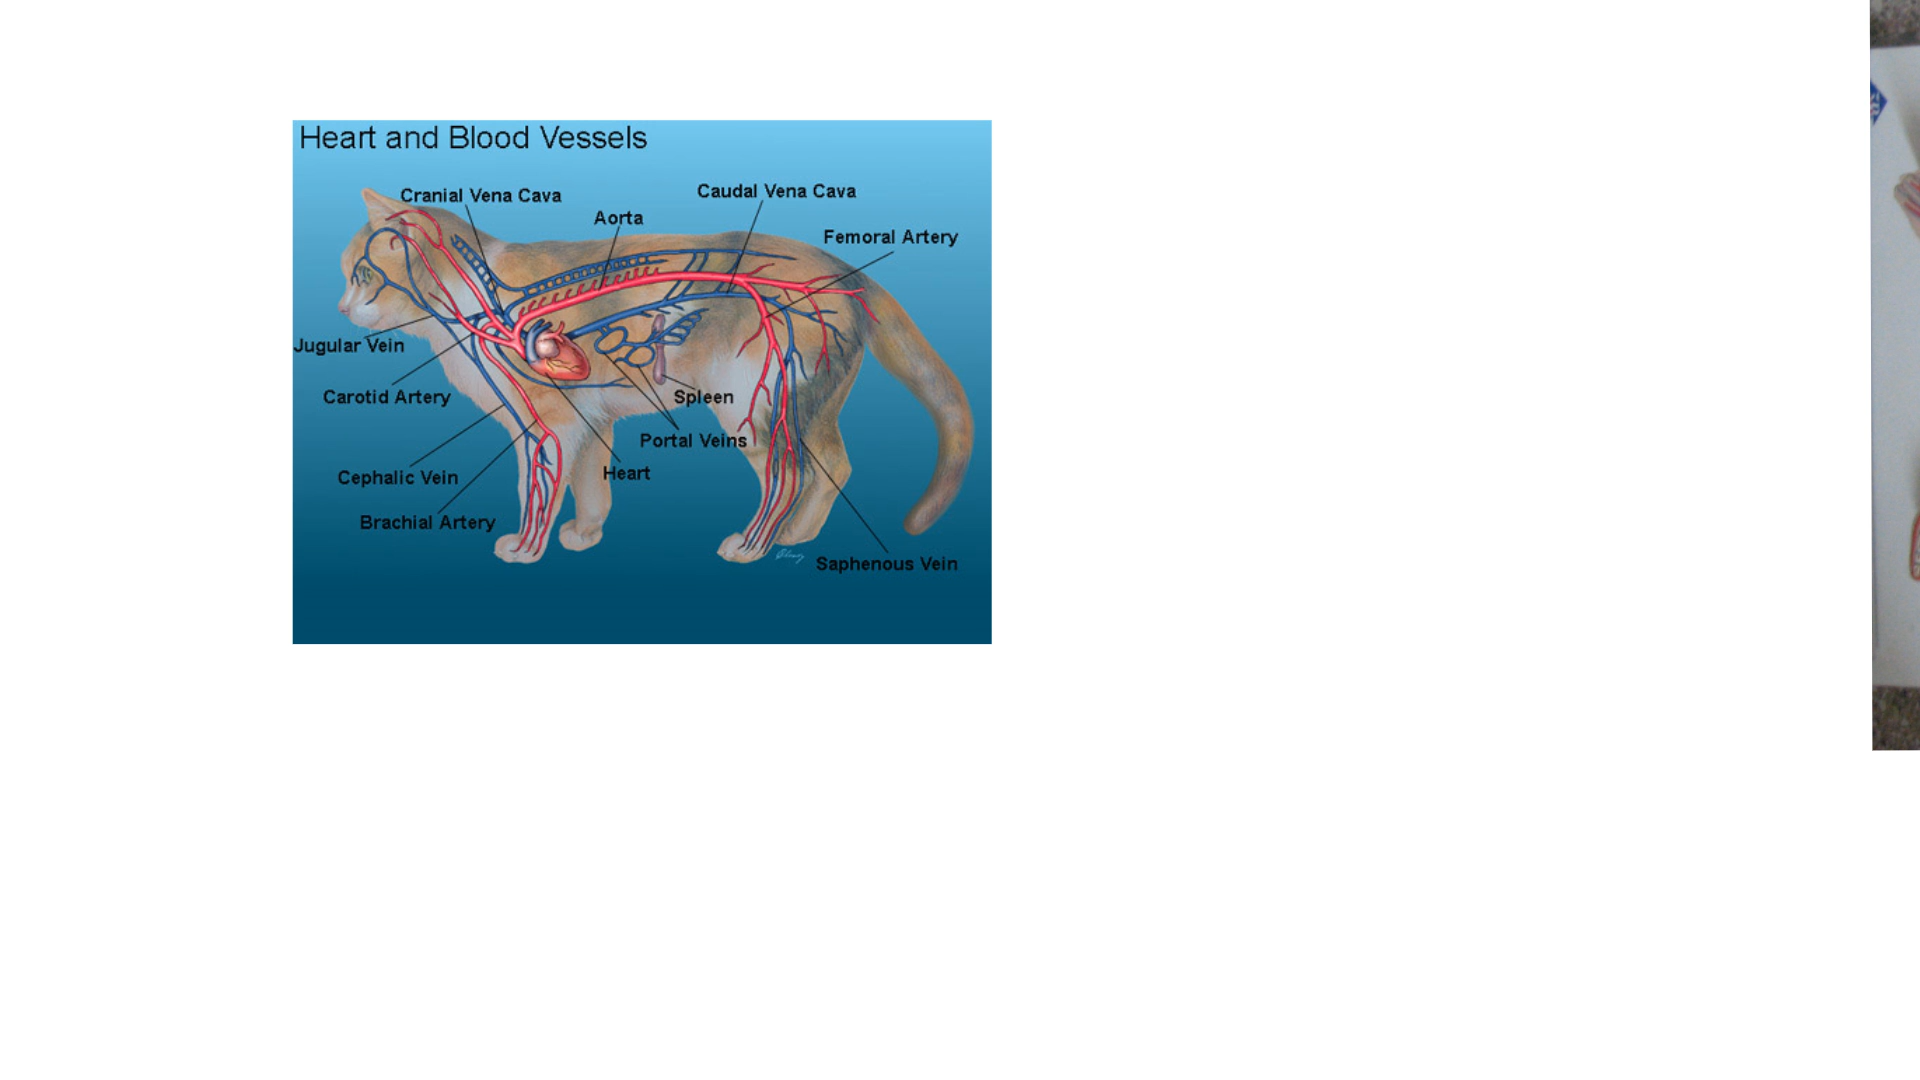 Heart and Blood Vessels
Cranial Vena Cava
Caudal Vena Cava
Aorta
Femoral Artery
Jugular Vein
Carotid Artery
Spleen
Portal Veins
Heart
Cephalic Vein
Brachial Artery
Saphenous Vein